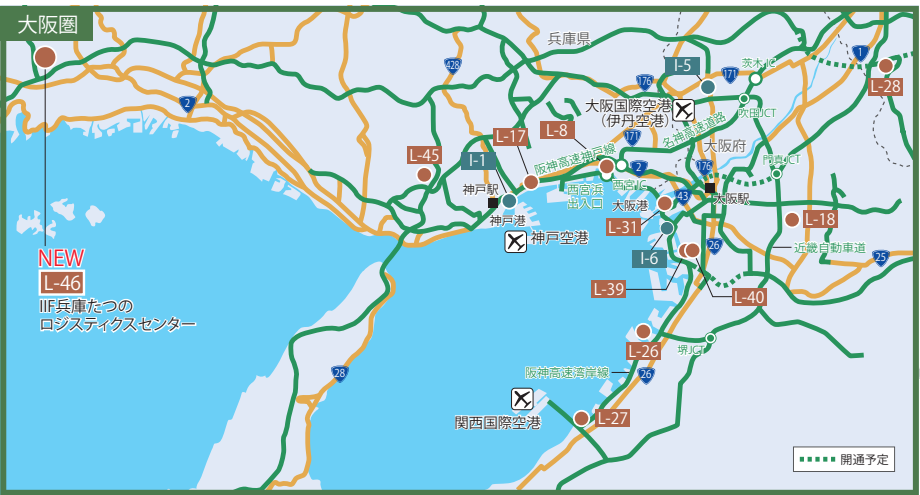 大阪圏
兵庫県
茨木IC
1
428
176
I-5
171
L-28
2
大阪国際空港
（伊丹空港）
吹田JCT
名神高速道路
L-17
L-8
171
大阪府
L-45
I-1
阪神高速神戸線
2
176
門真JCT
神戸駅
西宮浜
出入口
西宮IC
43
大阪駅
神戸港
大阪港
L-31
L-18
神戸空港
26
近畿自動車道
I-6
25
NEW
L-46
IIF兵庫たつの
ロジスティクスセンター
L-39
L-40
L-26
堺JCT
28
阪神高速湾岸線
26
関西国際空港
L-27
開通予定